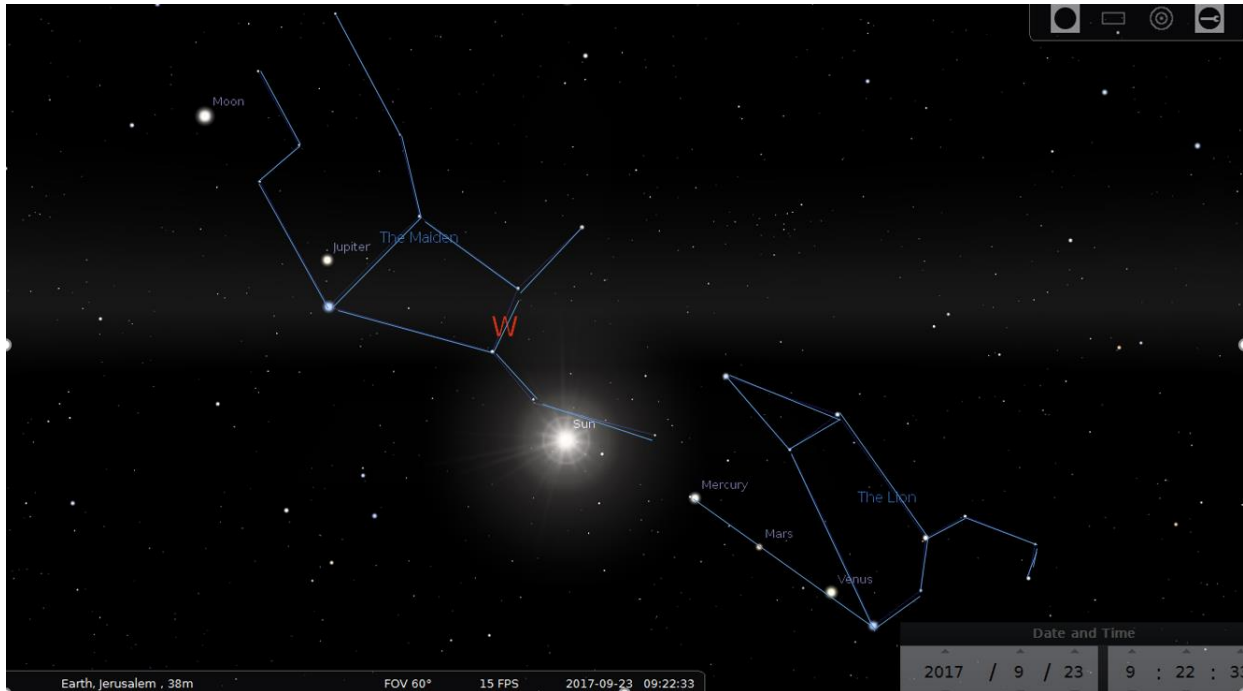 Moon
The Maiden
Jupiter
W
Sun
Mercury
The Lion
Mars
Venus
Date and Time
2017 / 9 / 23 9 : 22 : 33
Earth, Jerusalem , 38m FOV 60° 15 FPS 2017-09-23 09:22:33